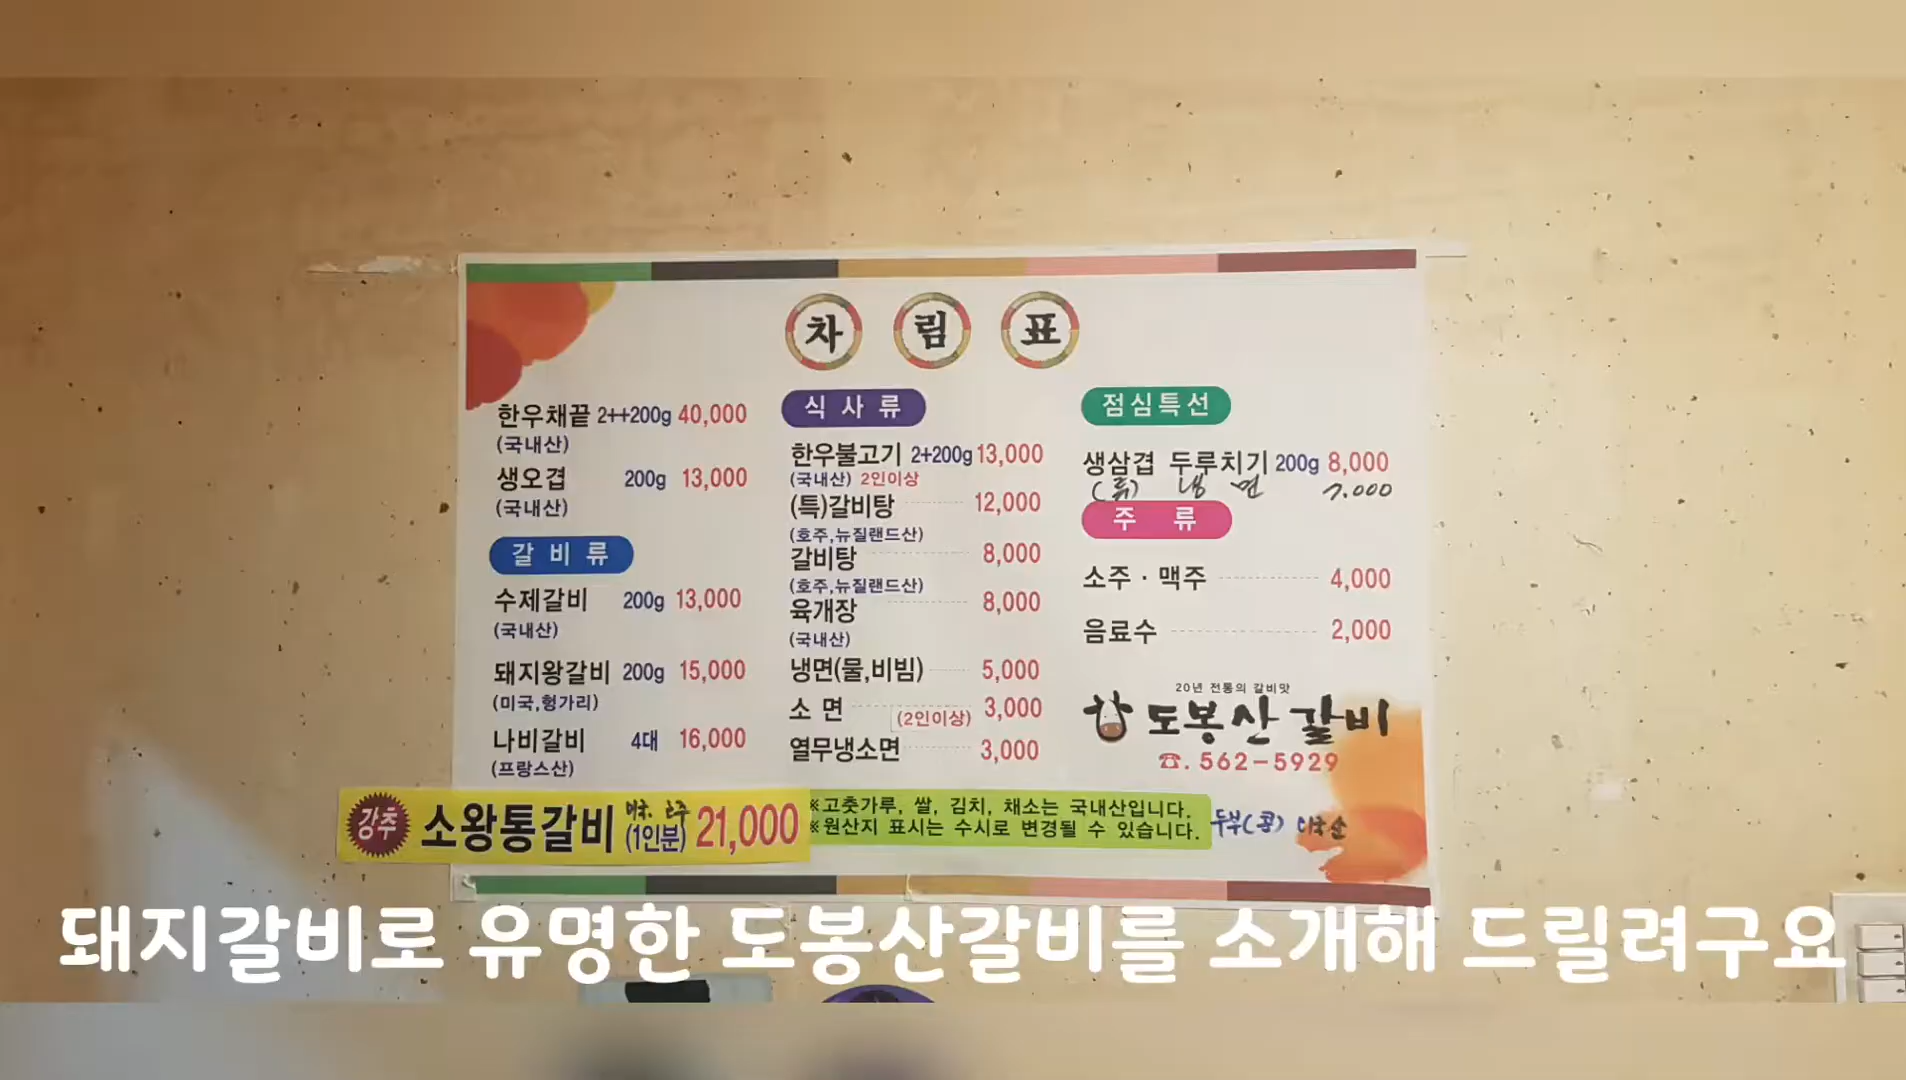 차림표
한우채끝 2++200g 40,000
(국내산)
생오겹 200g 13,000
(국내산)
갈비류
수제갈비 200g 13,000
(국내산)
돼지왕갈비 200g 15,000
(미국,헝가리)
나비갈비 4대 16,000
(프랑스산)
식사류
한우불고기 2+200g 13,000
(국내산) 2인이상
(특)갈비탕 12,000
(호주,뉴질랜드산)
갈비탕 8,000
(호주,뉴질랜드산)
육개장 8,000
(국내산)
냉면(물,비빔) 5,000
소면 (2인이상) 3,000
열무냉소면 3,000
점심특선
생삼겹 두루치기 200g 8,000
냉면 7.000
주류
소주·맥주 4,000
음료수 2,000
20년 전통의 갈비맛
도봉산갈비
☎. 562-5929
강추 소왕통갈비 (1인분) 21,000
※고춧가루, 쌀, 김치, 채소는 국내산입니다.
※원산지 표시는 수시로 변경될 수 있습니다.
두부(콩)
돼지갈비로 유명한 도봉산갈비를 소개해 드릴려구요